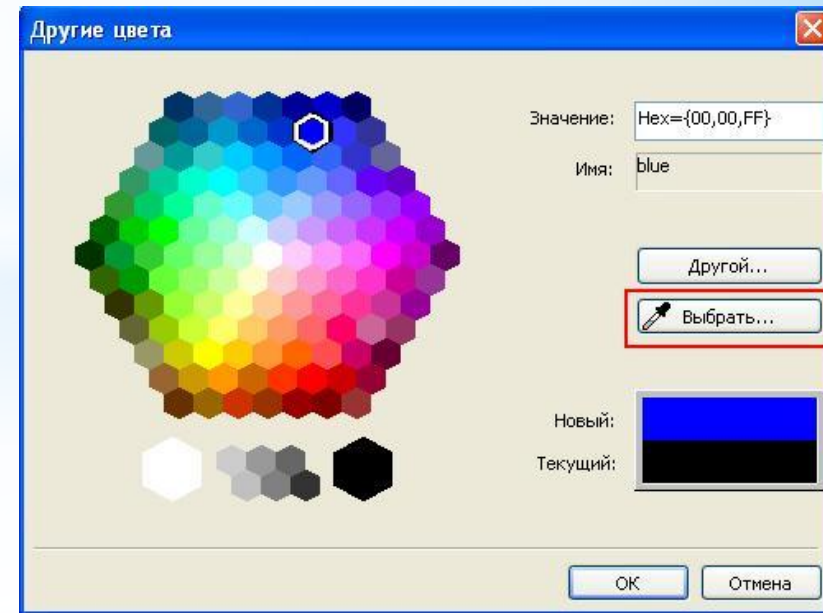 Другие цвета
Значение: Hex={00,00,FF}
Имя: blue
Другой...
Выбрать...
Новый:
Текущий:
OK Отмена